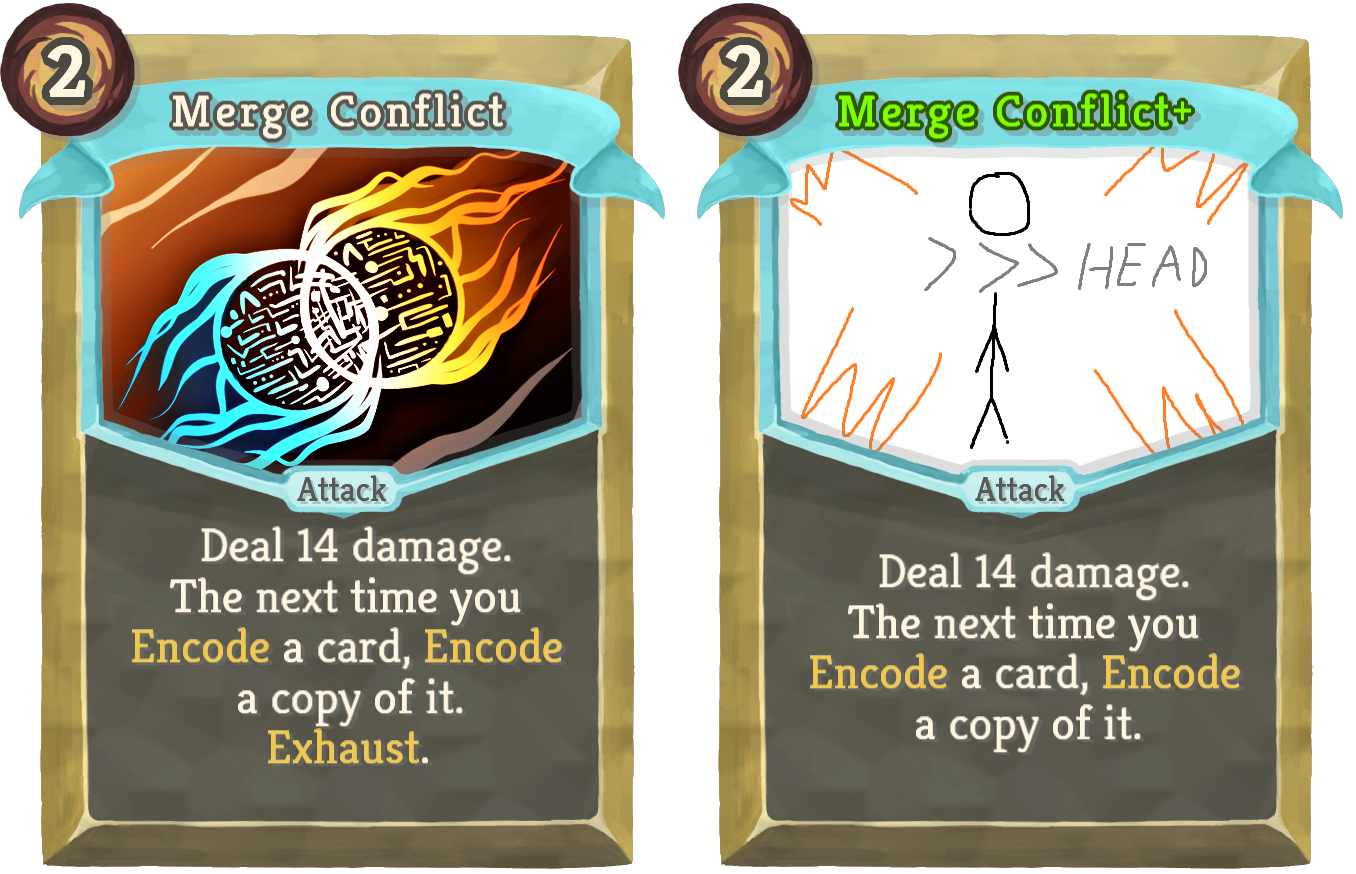 2
Merge Conflict
Attack
Deal 14 damage.
The next time you
Encode a card, Encode
a copy of it.
Exhaust.
2
Merge Conflict+
>>> HEAD
Attack
Deal 14 damage.
The next time you
Encode a card, Encode
a copy of it.